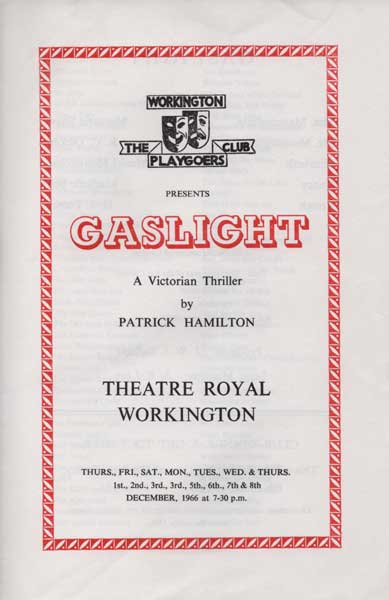 WORKINGTON
THE CLUB
PLAYGOERS
PRESENTS
GASLIGHT
A Victorian Thriller
by
PATRICK HAMILTON
THEATRE ROYAL
WORKINGTON
THURS., FRI., SAT., MON., TUES., WED. & THURS.
1st., 2nd., 3rd., 3rd., 5th., 6th., 7th & 8th
DECEMBER, 1966 at 7-30 p.m.